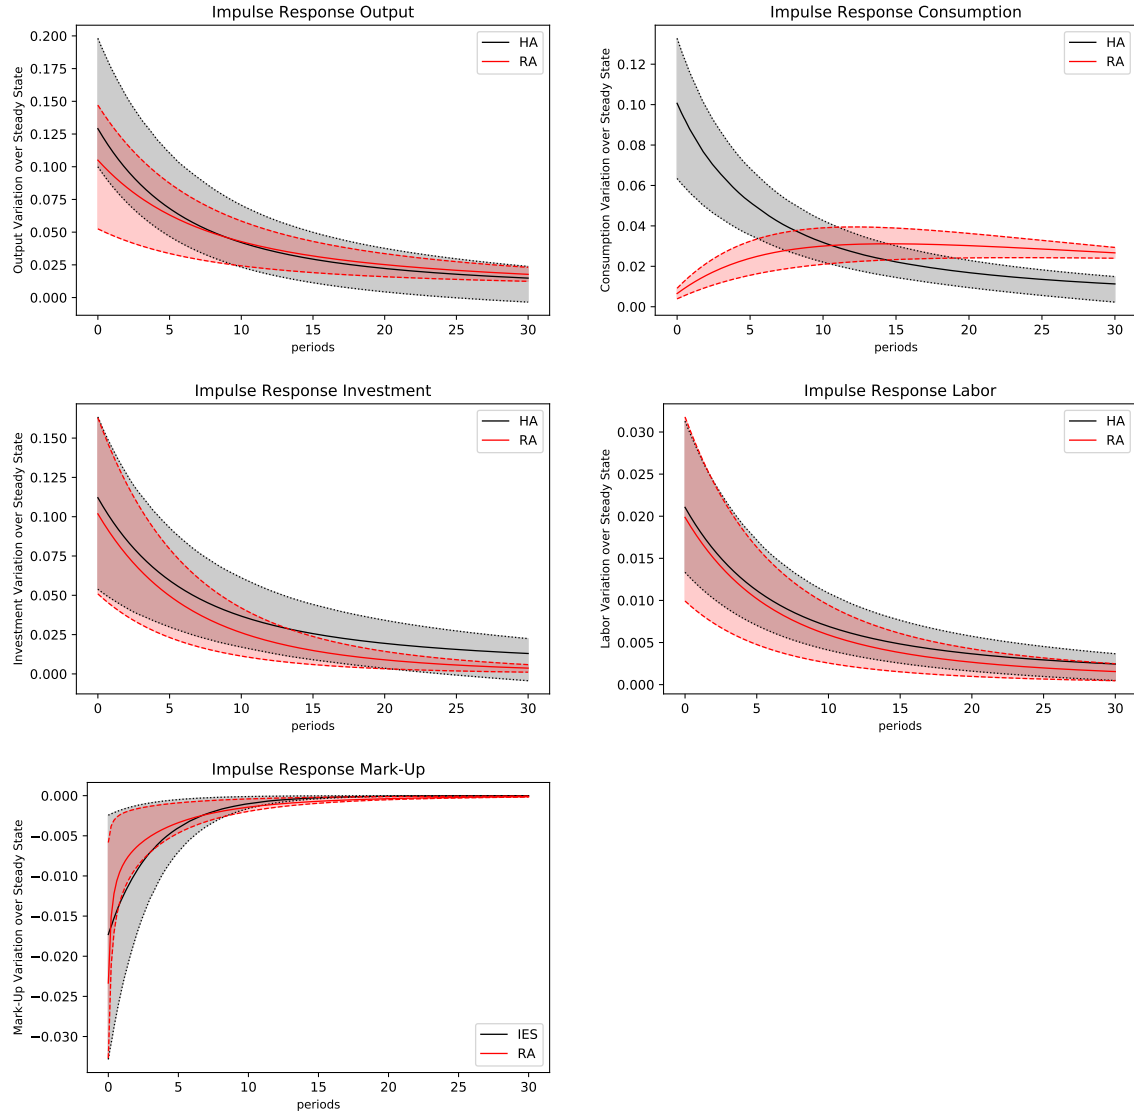 Impulse Response Output
Output Variation over Steady State
0.200
0.175
0.150
0.125
0.100
0.075
0.050
0.025
0.000
HA
RA
0 5 10 15 20 25 30
periods
Impulse Response Consumption
Consumption Variation over Steady State
0.12
0.10
0.08
0.06
0.04
0.02
0.00
HA
RA
0 5 10 15 20 25 30
periods
Impulse Response Investment
Investment Variation over Steady State
0.150
0.125
0.100
0.075
0.050
0.025
0.000
HA
RA
0 5 10 15 20 25 30
periods
Impulse Response Labor
Labor Variation over Steady State
0.030
0.025
0.020
0.015
0.010
0.005
0.000
HA
RA
0 5 10 15 20 25 30
periods
Impulse Response Mark-Up
Mark-Up Variation over Steady State
0.000
−0.005
−0.010
−0.015
−0.020
−0.025
−0.030
IES
RA
0 5 10 15 20 25 30
periods